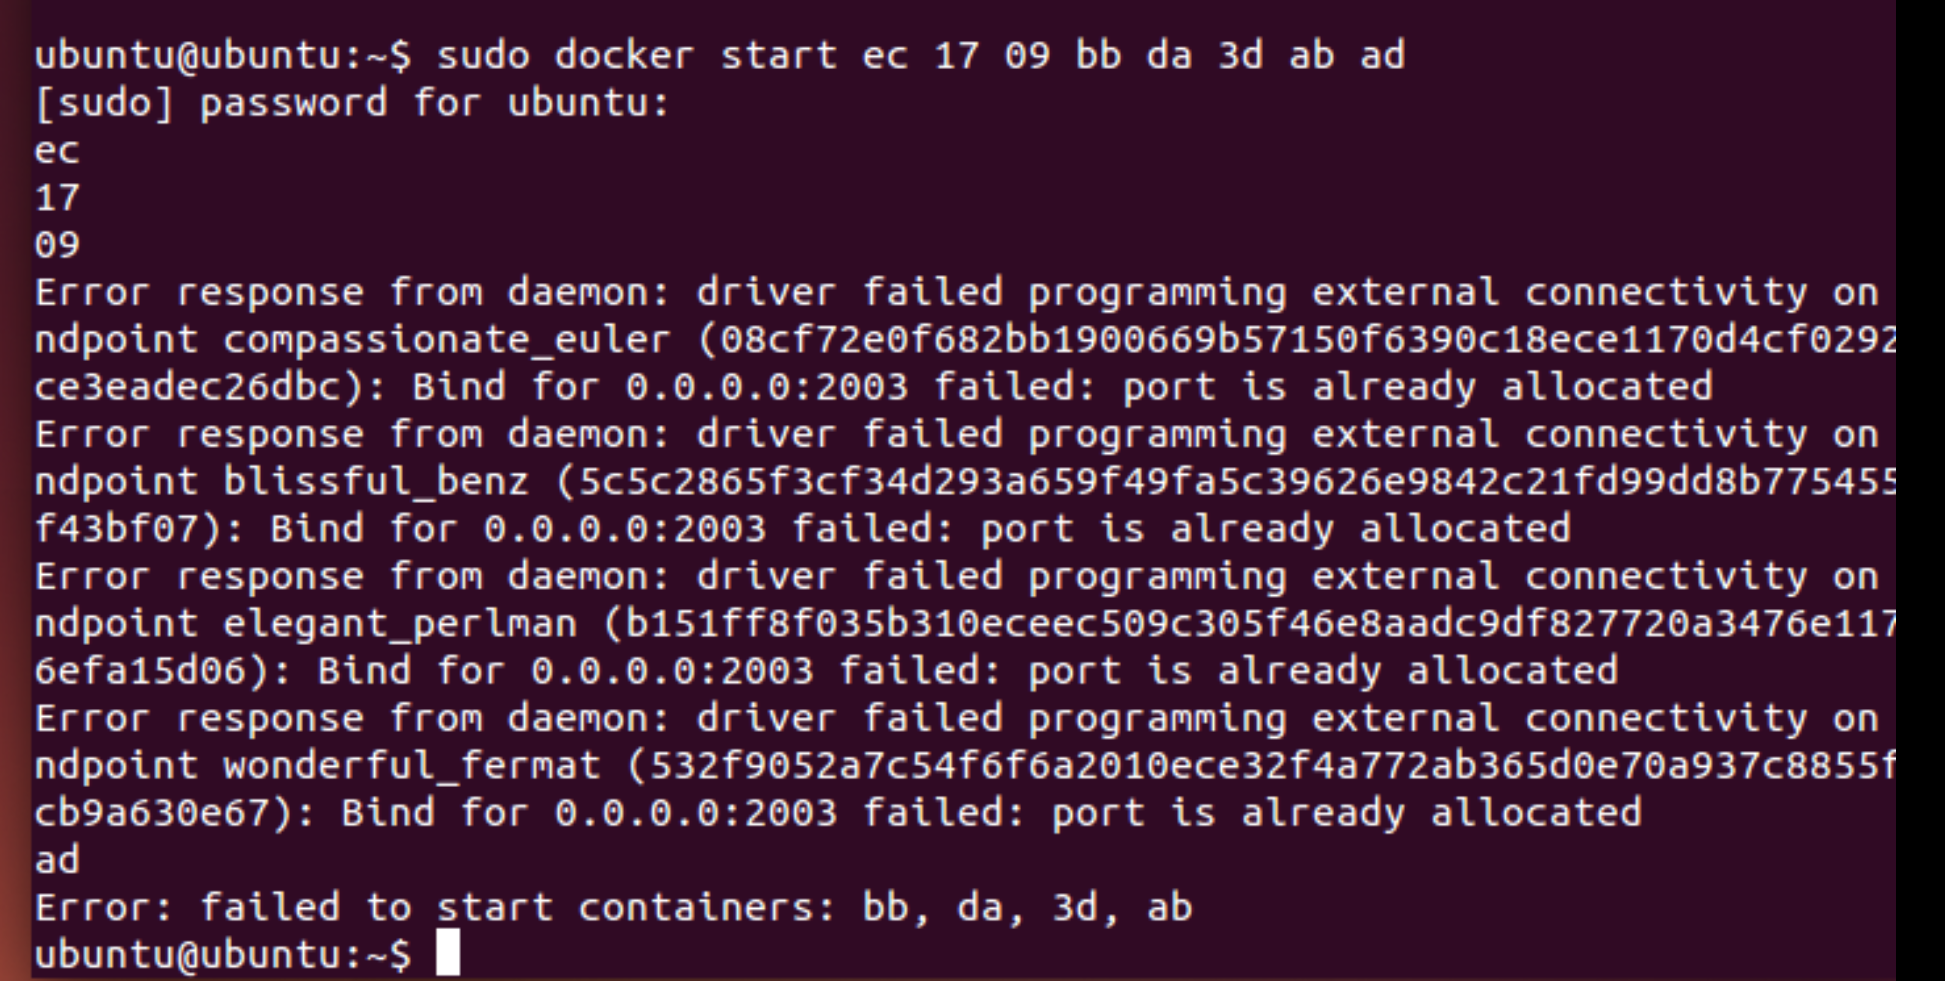 ubuntu@ubuntu:~$ sudo docker start ec 17 09 bb da 3d ab ad
[sudo] password for ubuntu:
ec
17
09
Error response from daemon: driver failed programming external connectivity on
ndpoint compassionate_euler (08cf72e0f682bb1900669b57150f6390c18ece1170d4cf0292
ce3eadec26dbc): Bind for 0.0.0.0:2003 failed: port is already allocated
Error response from daemon: driver failed programming external connectivity on
ndpoint blissful_benz (5c5c2865f3cf34d293a659f49fa5c39626e9842c21fd99dd8b775455
f43bf07): Bind for 0.0.0.0:2003 failed: port is already allocated
Error response from daemon: driver failed programming external connectivity on
ndpoint elegant_perlman (b151ff8f035b310eceec509c305f46e8aadc9df827720a3476e117
6efa15d06): Bind for 0.0.0.0:2003 failed: port is already allocated
Error response from daemon: driver failed programming external connectivity on
ndpoint wonderful_fermat (532f9052a7c54f6f6a2010ece32f4a772ab365d0e70a937c8855f
cb9a630e67): Bind for 0.0.0.0:2003 failed: port is already allocated
ad
Error: failed to start containers: bb, da, 3d, ab
ubuntu@ubuntu:~$